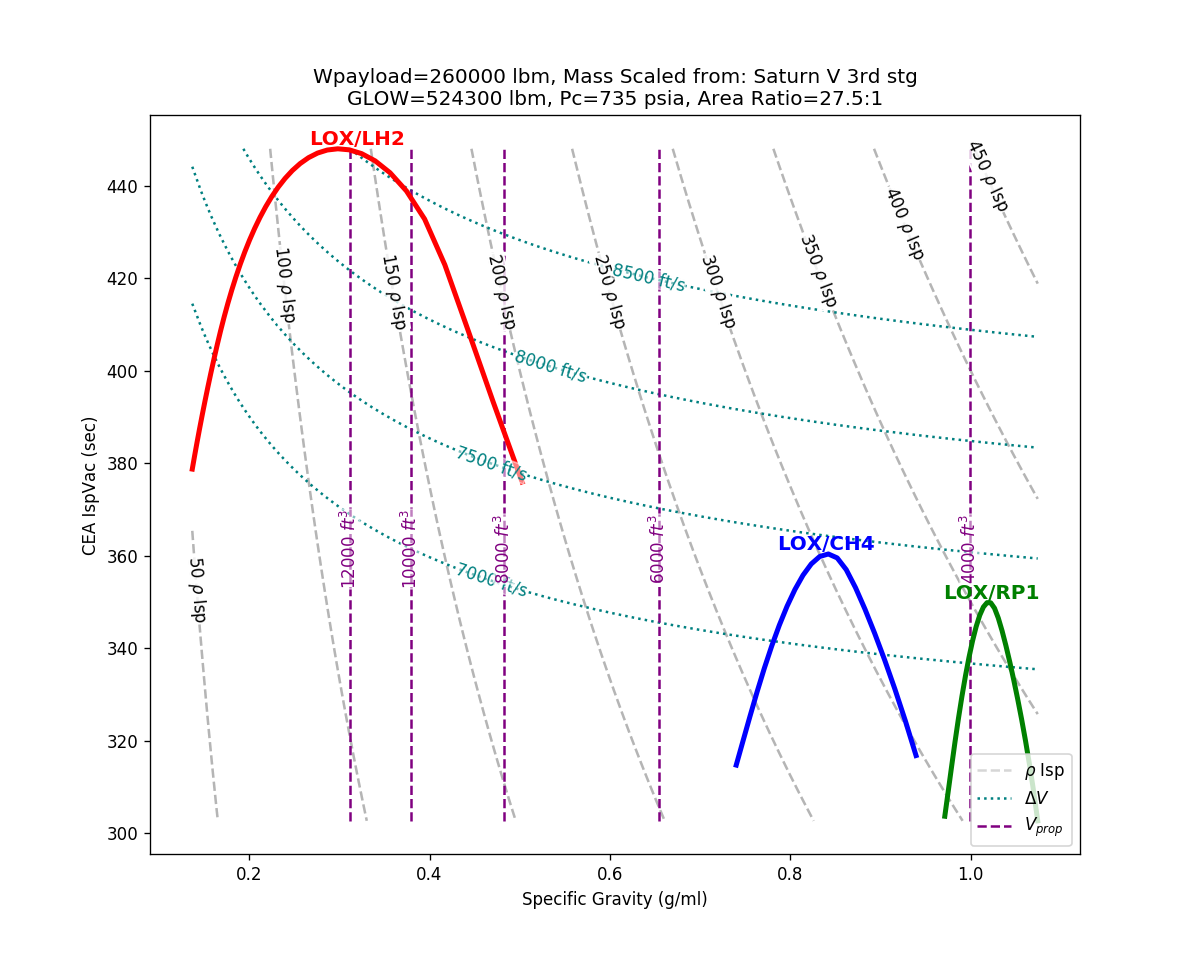 Wpayload=260000 lbm, Mass Scaled from: Saturn V 3rd stg
GLOW=524300 lbm, Pc=735 psia, Area Ratio=27.5:1
LOX/LH2
450 ρ Isp
400 ρ Isp
350 ρ Isp
300 ρ Isp
250 ρ Isp
200 ρ Isp
150 ρ Isp
100 ρ Isp
50 ρ Isp
8500 ft/s
8000 ft/s
7500 ft/s
7000 ft/s
12000 ft³
10000 ft³
8000 ft³
6000 ft³
4000 ft³
LOX/CH4
LOX/RP1
440
420
400
380
360
340
320
300
CEA IspVac (sec)
ρ Isp
ΔV
Vprop
0.2
0.4
0.6
0.8
1.0
Specific Gravity (g/ml)